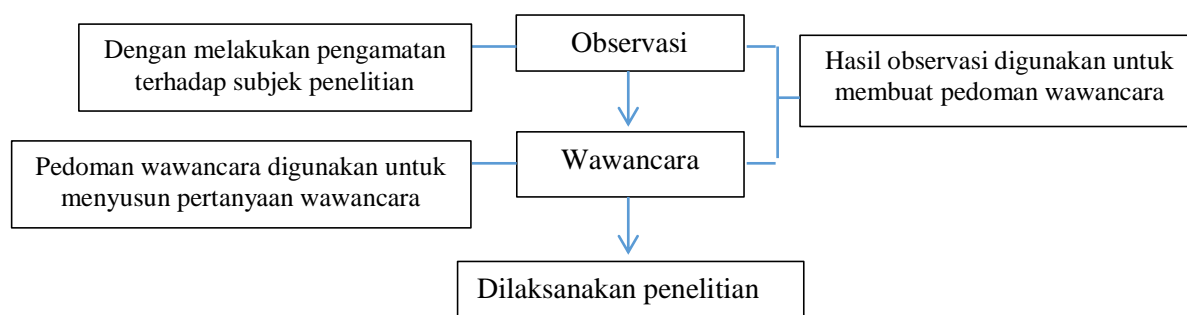 Dengan melakukan pengamatan
terhadap subjek penelitian
Observasi
Hasil observasi digunakan untuk
membuat pedoman wawancara
Pedoman wawancara digunakan untuk
menyusun pertanyaan wawancara
Wawancara
Dilaksanakan penelitian